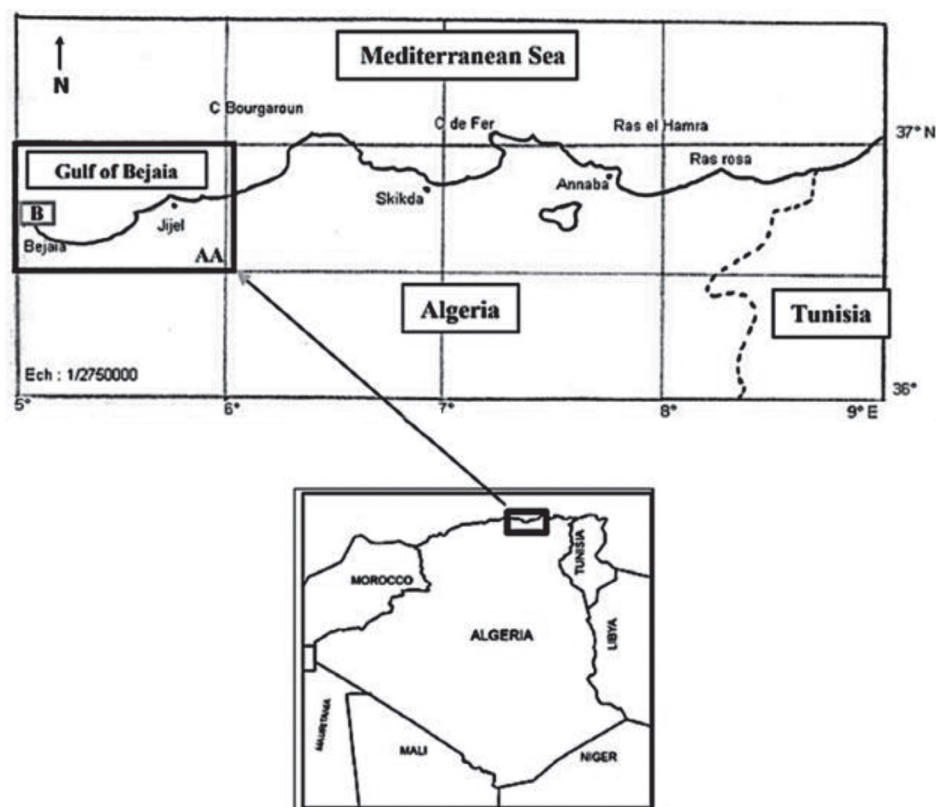 Mediterranean Sea
N
C Bourgaroun
C de Fer
Ras el Hamra
37° N
Gulf of Bejaia
Ras rosa
Annaba
Skikda
B
Jijel
Bejaia
AA
Algeria
Tunisia
Ech : 1/2750000
36°
5°
6°
7°
8°
9° E
MOROCCO
TUNISIA
ALGERIA
LIBYA
MAURITANIA
MALI
NIGER